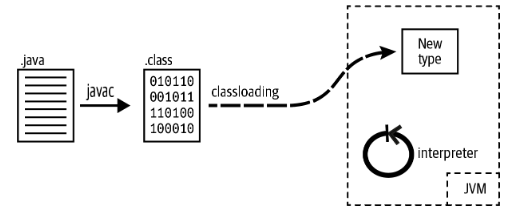 .java
javac
.class
010110
001011
110100
100010
classloading
New
type
interpreter
JVM